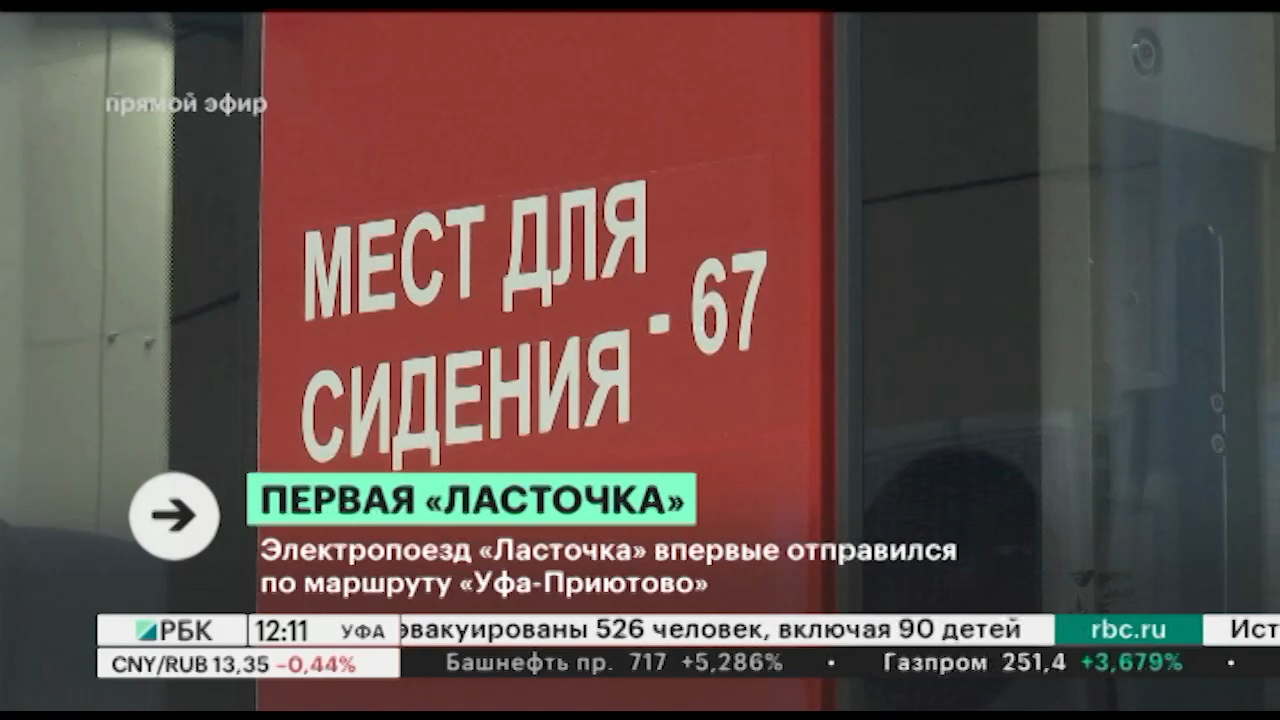 прямой эфир
МЕСТ ДЛЯ
СИДЕНИЯ - 67
ПЕРВАЯ «ЛАСТОЧКА»
Электропоезд «Ласточка» впервые отправился
по маршруту «Уфа-Приютово»
РБК 12:11 УФА эвакуированы 526 человек, включая 90 детей rbc.ru Ист
CNY/RUB 13,35 -0,44% Башнефть пр. 717 +5,286% • Газпром 251,4 +3,679% •